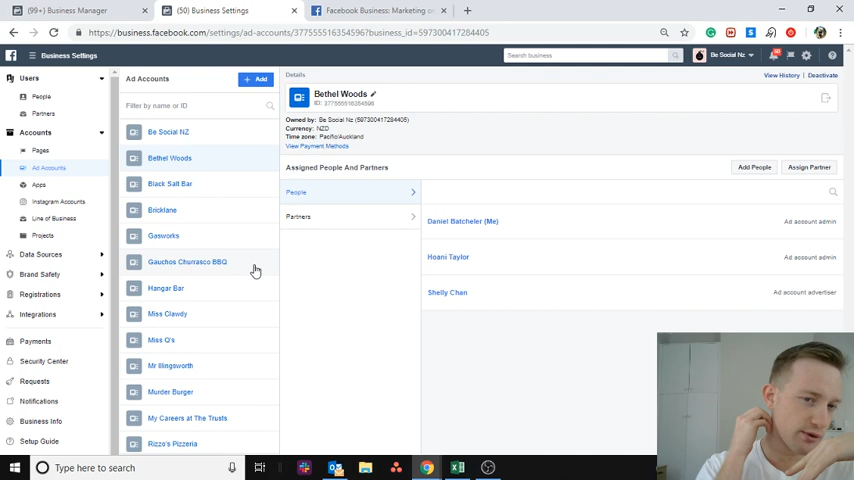 (99+) Business Manager
(50) Business Settings
Facebook Business: Marketing o
https://business.facebook.com/settings/ad-accounts/377555516354596?business_id=597300417284405
Business Settings
Search business
Be Social Nz
Users
People
Partners
Accounts
Pages
Ad Accounts
Apps
Instagram Accounts
Line of Business
Projects
Data Sources
Brand Safety
Registrations
Integrations
Payments
Security Center
Requests
Notifications
Business Info
Setup Guide
Ad Accounts
+ Add
Filter by name or ID
Be Social NZ
Bethel Woods
Black Salt Bar
Bricklane
Gasworks
Gauchos Churrasco BBQ
Hangar Bar
Miss Clawdy
Miss Q's
Mr Illingsworth
Murder Burger
My Careers at The Trusts
Rizzo's Pizzeria
Details
View History
Deactivate
Bethel Woods
ID: 377555516354596
Owned by: Be Social Nz (597300417284405)
Currency: NZD
Time zone: Pacific/Auckland
View Payment Methods
Assigned People And Partners
Add People
Assign Partner
People
Partners
Daniel Batcheler (Me)
Ad account admin
Hoani Taylor
Ad account admin
Shelly Chan
Ad account advertiser
Type here to search